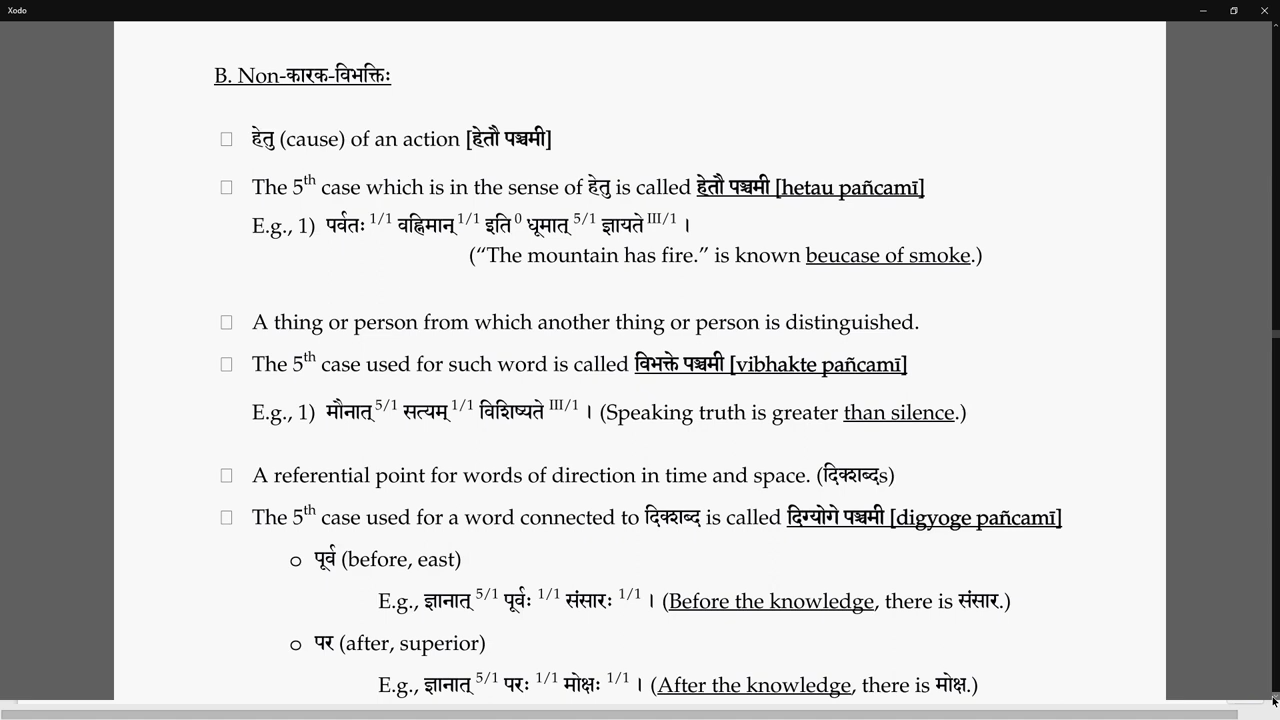 Xodo
B. Non-कारक-विभक्तिः
हेतु (cause) of an action [हेतौ पञ्चमी]
The 5th case which is in the sense of हेतु is called हेतौ पञ्चमी [hetau pañcamī]
E.g., 1) पर्वतः 1/1 वह्निमान् 1/1 इति 0 धूमात् 5/1 ज्ञायते III/1 ।
(“The mountain has fire.” is known beucase of smoke.)
A thing or person from which another thing or person is distinguished.
The 5th case used for such word is called विभक्ते पञ्चमी [vibhakte pañcamī]
E.g., 1) मौनात् 5/1 सत्यम् 1/1 विशिष्यते III/1 । (Speaking truth is greater than silence.)
A referential point for words of direction in time and space. (दिक्शब्दs)
The 5th case used for a word connected to दिक्शब्द is called दिग्योगे पञ्चमी [digyoge pañcamī]
o पूर्व (before, east)
E.g., ज्ञानात् 5/1 पूर्वः 1/1 संसारः 1/1 । (Before the knowledge, there is संसार.)
o पर (after, superior)
E.g., ज्ञानात् 5/1 परः 1/1 मोक्षः 1/1 । (After the knowledge, there is मोक्ष.)